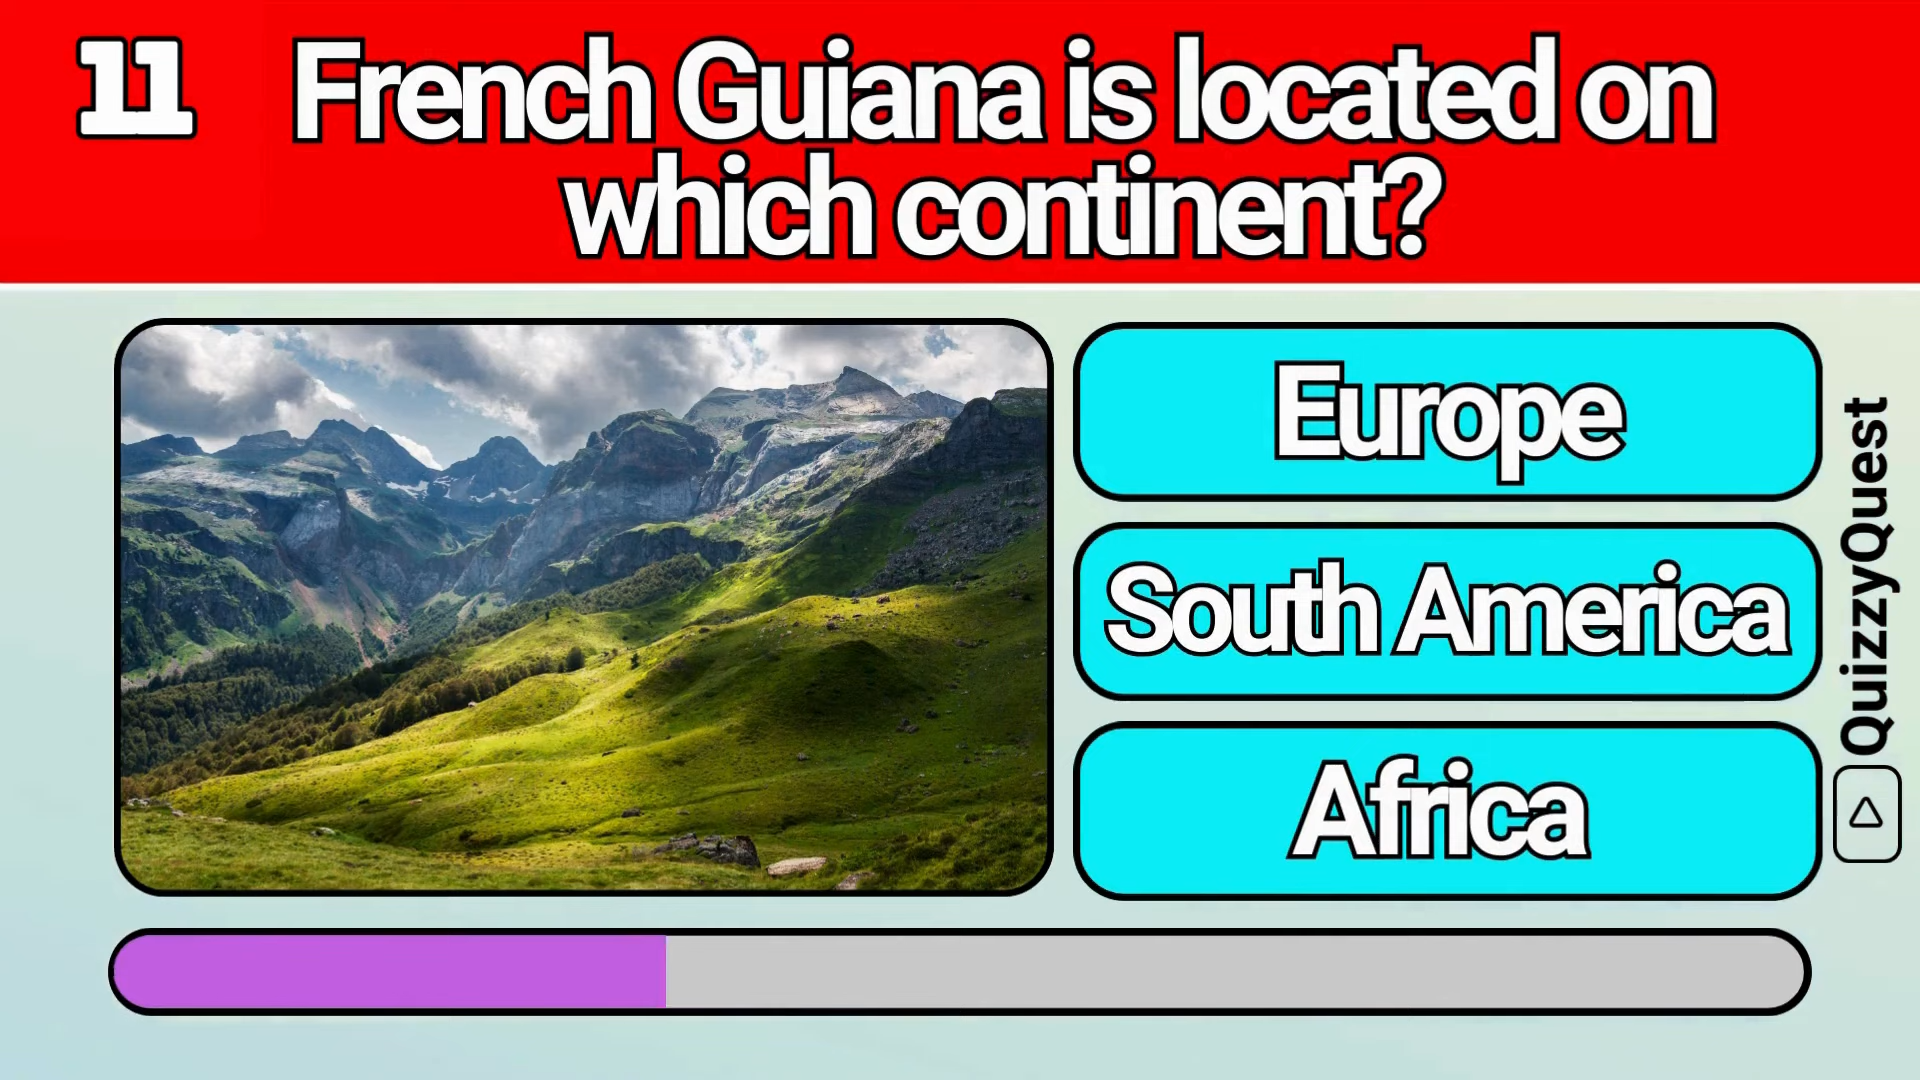 11
French Guiana is located on
which continent?
Europe
South America
Africa
QuizzyQuest